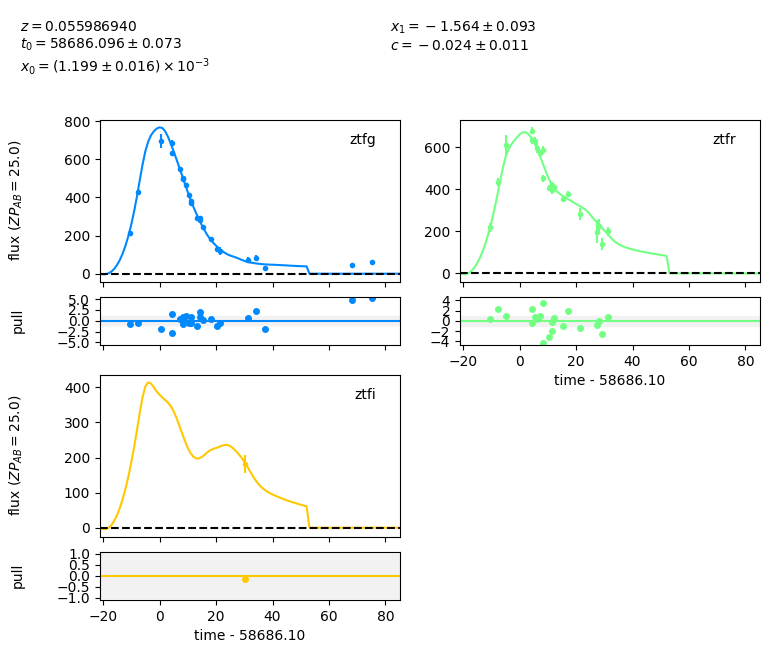 z = 0.055986940
t₀ = 58686.096 ± 0.073
x₀ = (1.199 ± 0.016) × 10⁻³
x₁ = −1.564 ± 0.093
c = −0.024 ± 0.011
flux (ZP_AB = 25.0)
800
600
400
200
0
ztfg
600
400
200
0
ztfr
pull
5.0
2.5
0.0
−2.5
−5.0
4
2
0
−2
−4
−20 0 20 40 60 80
time - 58686.10
flux (ZP_AB = 25.0)
400
300
200
100
0
ztfi
pull
1.0
0.5
0.0
−0.5
−1.0
−20 0 20 40 60 80
time - 58686.10